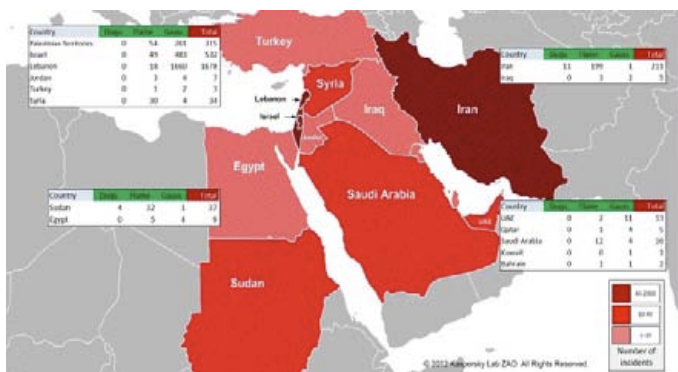 Country Duqu Flame Gauss Total
Palestinian Territories 0 54 261 315
Israel 0 49 483 532
Lebanon 0 18 1660 1678
Jordan 0 3 4 7
Turkey 0 1 2 3
Syria 0 30 4 34
Turkey
Country Duqu Flame Gauss Total
Iran 11 199 1 211
Iraq 0 3 2 5
Syria
Lebanon
Israel
Iraq
Iran
Egypt
Saudi Arabia
Country Duqu Flame Gauss Total
Sudan 4 32 1 37
Egypt 0 5 4 9
UAE
Country Duqu Flame Gauss Total
UAE 0 2 11 13
Qatar 0 1 4 5
Saudi Arabia 0 12 4 16
Kuwait 0 0 1
Bahrain 0 1 1 2
Sudan
Number of
incidents
© 2012 Kaspersky Lab ZAO. All Rights Reserved.